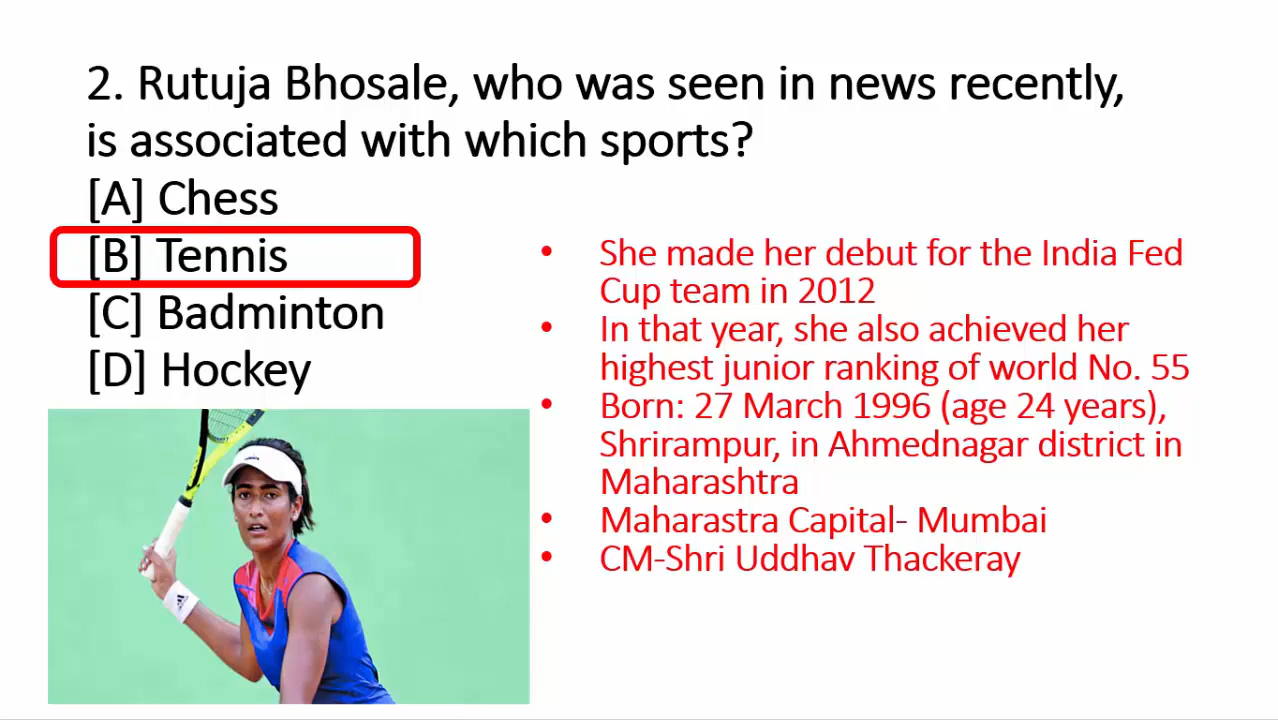 2. Rutuja Bhosale, who was seen in news recently,
is associated with which sports?
[A] Chess
[B] Tennis
[C] Badminton
[D] Hockey
• She made her debut for the India Fed
Cup team in 2012
• In that year, she also achieved her
highest junior ranking of world No. 55
• Born: 27 March 1996 (age 24 years),
Shrirampur, in Ahmednagar district in
Maharashtra
• Maharastra Capital- Mumbai
• CM-Shri Uddhav Thackeray